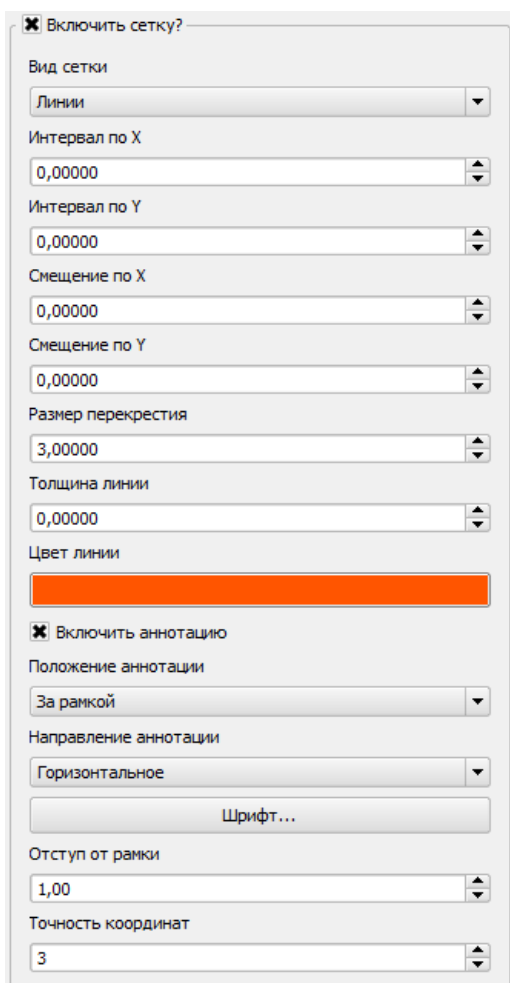 Включить сетку?
Вид сетки
Линии
Интервал по X
0,00000
Интервал по Y
0,00000
Смещение по X
0,00000
Смещение по Y
0,00000
Размер перекрестия
3,00000
Толщина линии
0,00000
Цвет линии
Включить аннотацию
Положение аннотации
За рамкой
Направление аннотации
Горизонтальное
Шрифт...
Отступ от рамки
1,00
Точность координат
3